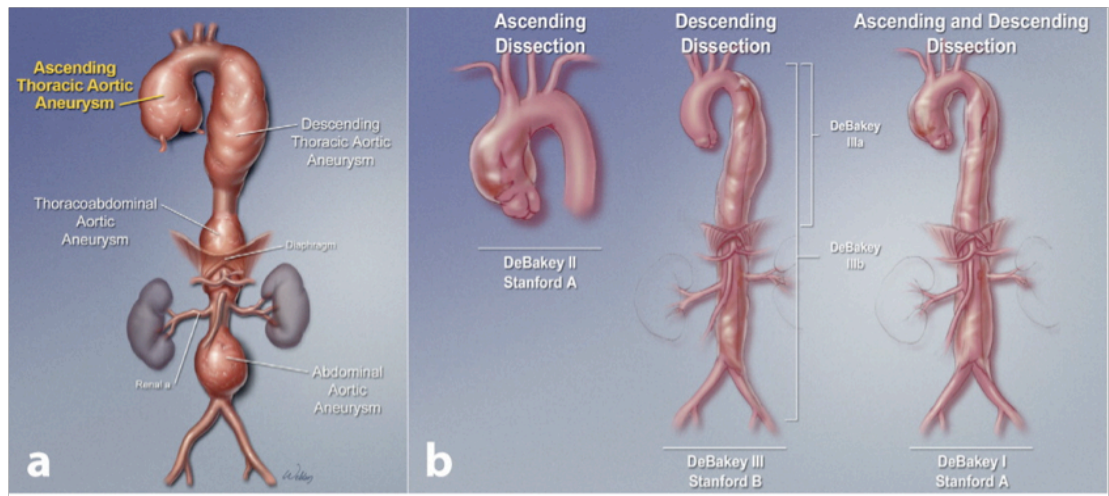 Ascending
Thoracic Aortic
Aneurysm
Descending
Thoracic Aortic
Aneurysm
Thoracoabdominal
Aortic
Aneurysm
Diaphragm
Renal a
Abdominal
Aortic
Aneurysm
a
Ascending
Dissection
DeBakey II
Stanford A
Descending
Dissection
DeBakey
IIIa
DeBakey
IIIb
DeBakey III
Stanford B
Ascending and Descending
Dissection
DeBakey I
Stanford A
b